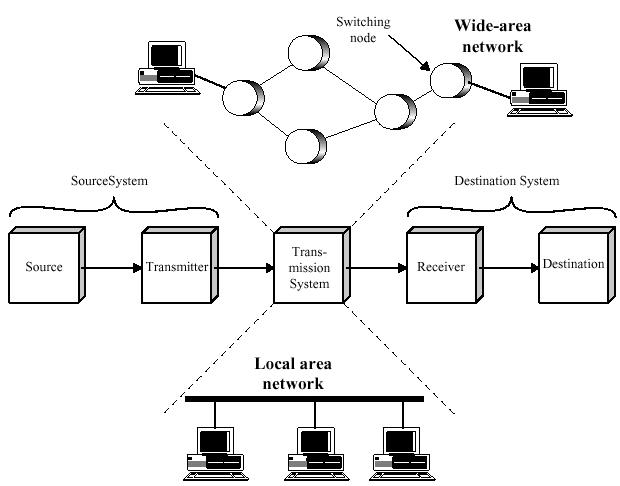 Switching
node
Wide-area
network
SourceSystem
Destination System
Source
Transmitter
Trans-
mission
System
Receiver
Destination
Local area
network